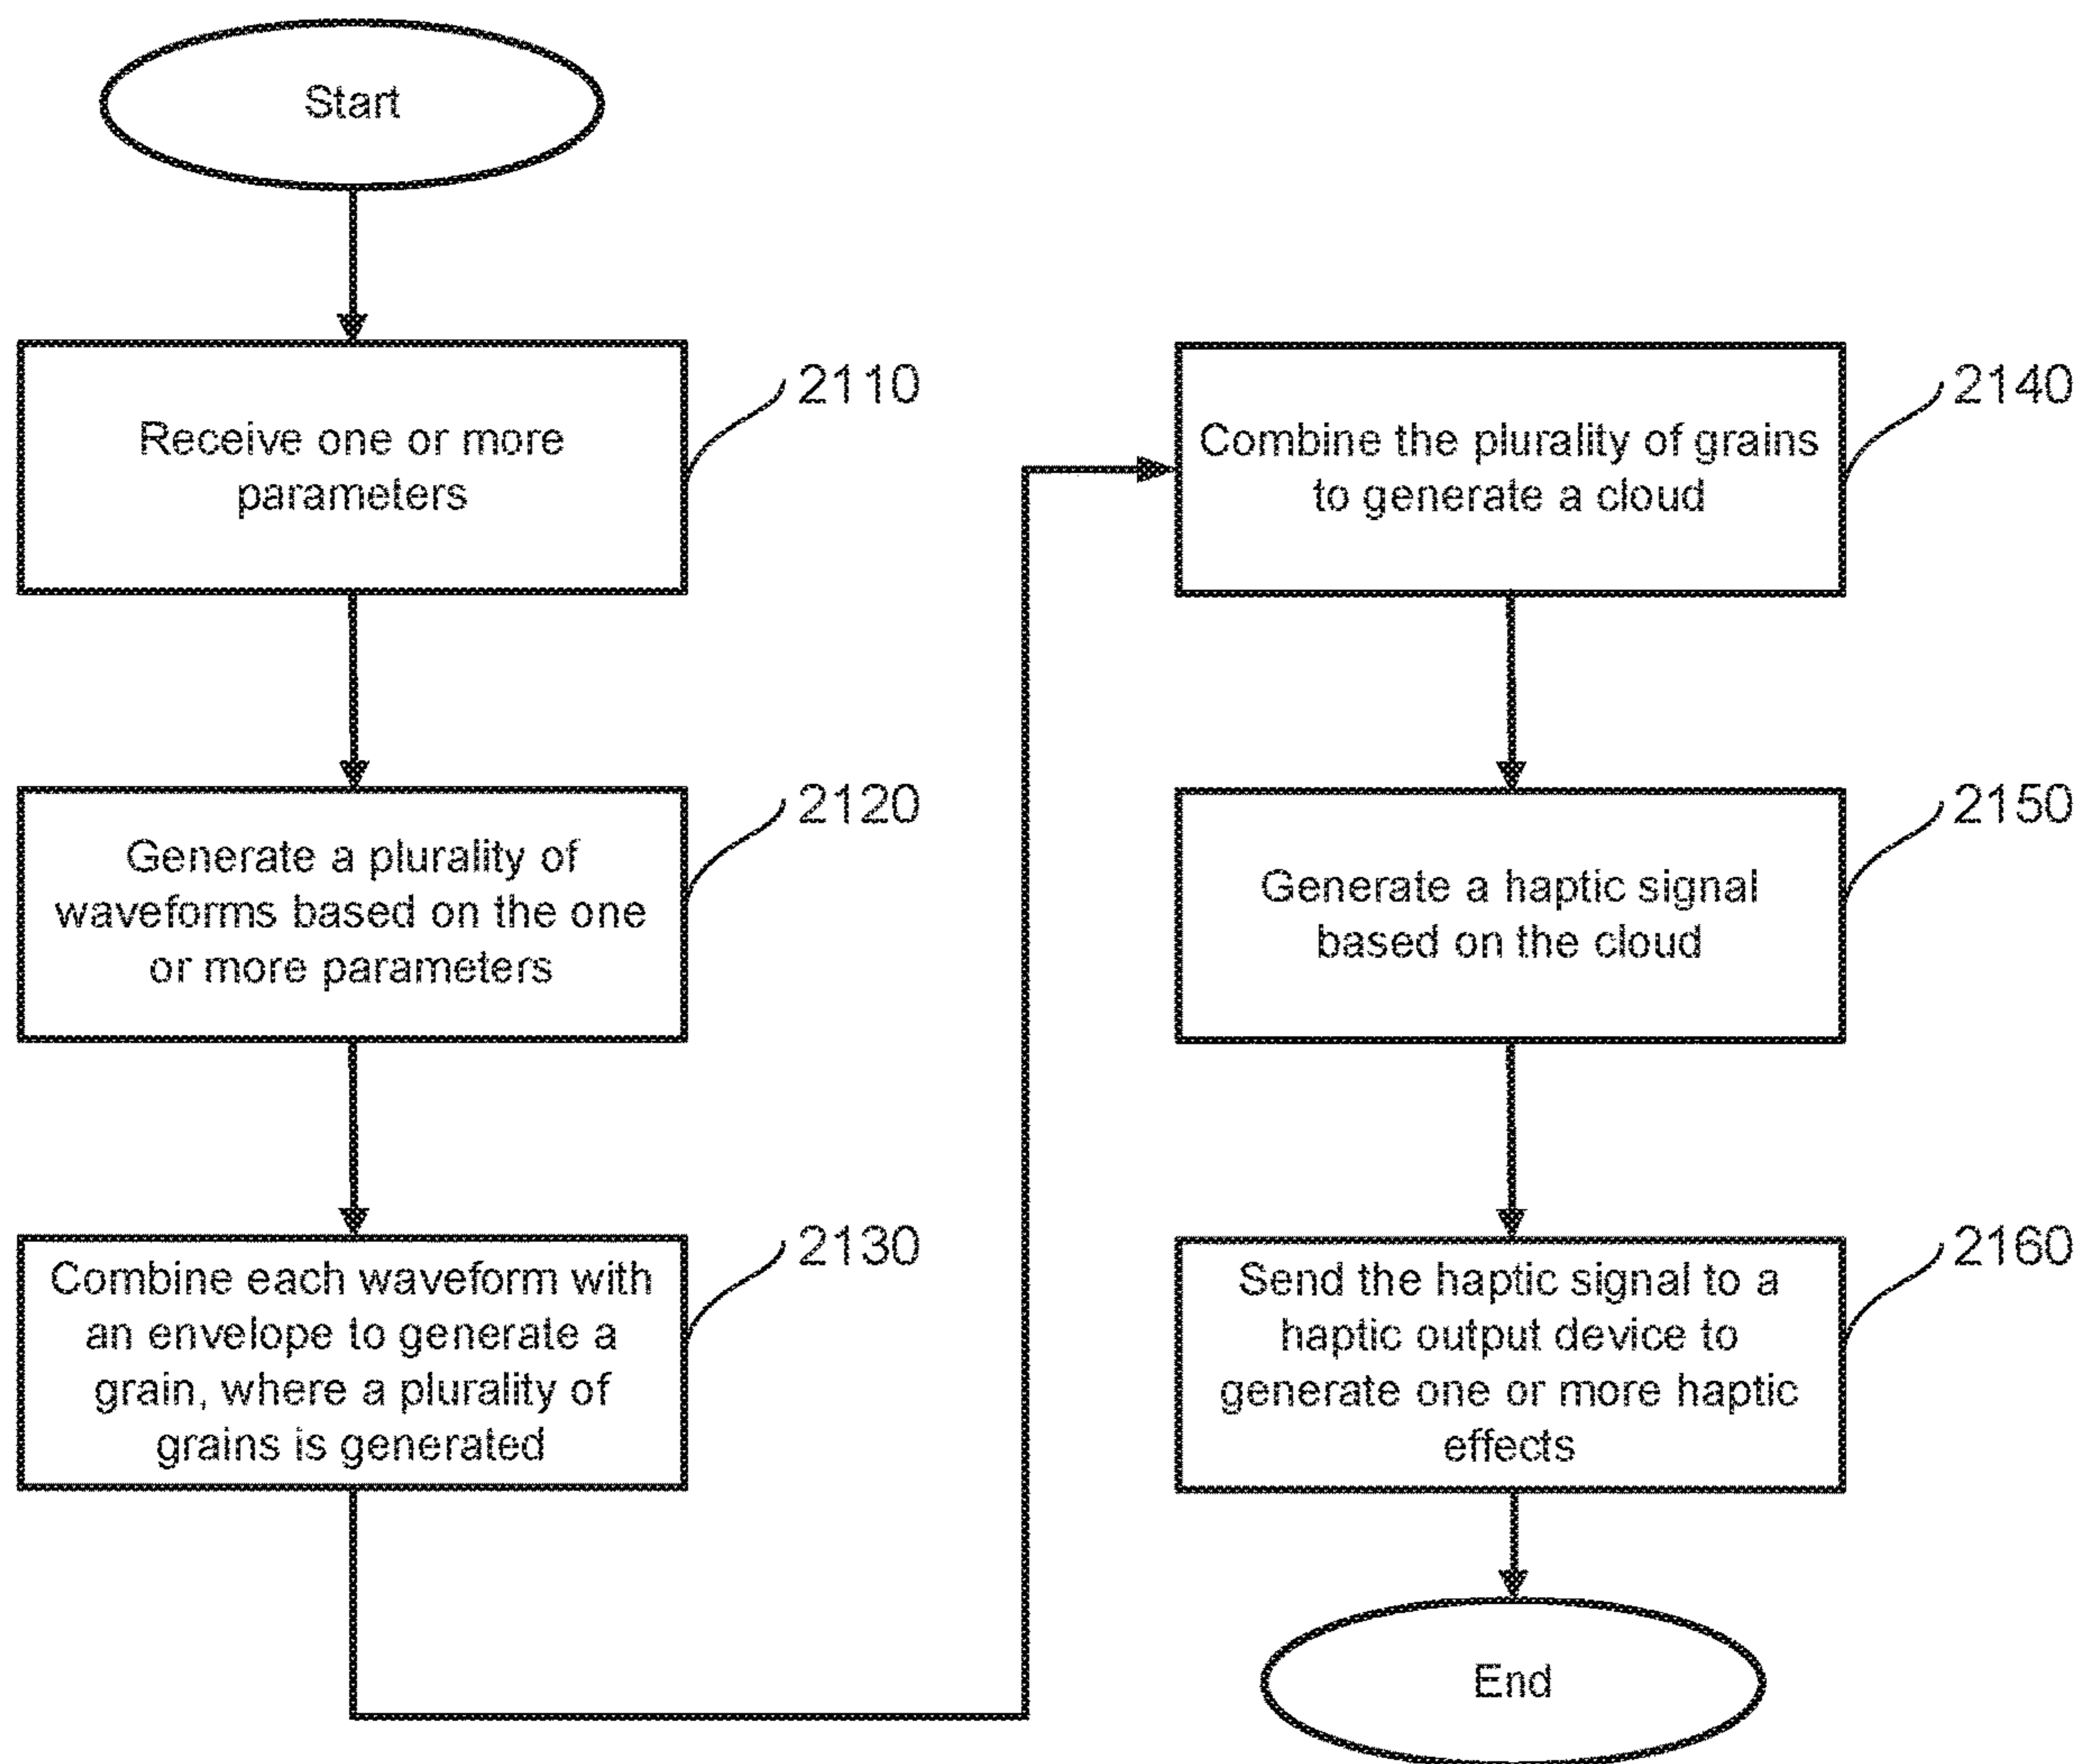 Start
Receive one or more
parameters
2110
Generate a plurality of
waveforms based on the one
or more parameters
2120
Combine each waveform with
an envelope to generate a
grain, where a plurality of
grains is generated
2130
Combine the plurality of grains
to generate a cloud
2140
Generate a haptic signal
based on the cloud
2150
Send the haptic signal to a
haptic output device to
generate one or more haptic
effects
2160
End